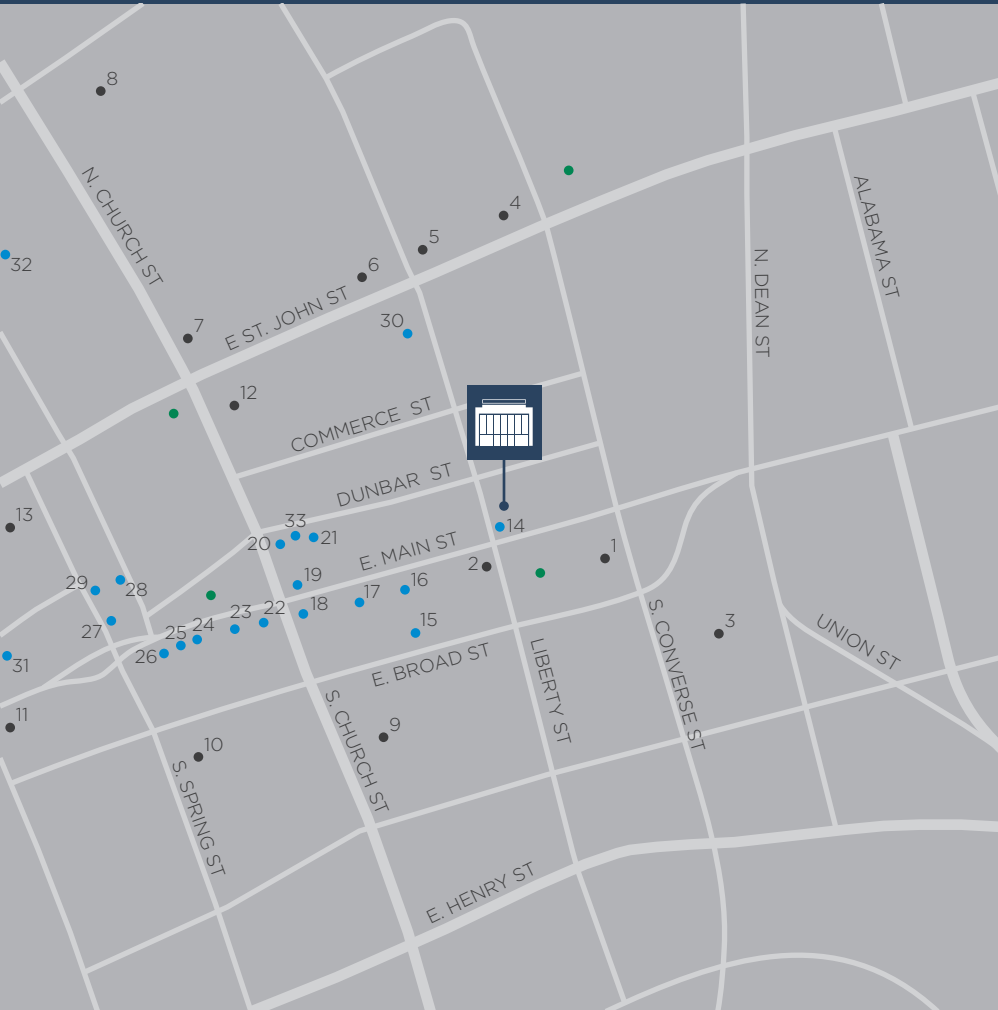 8
N. CHURCH ST
4
ALABAMA ST
5
32
6
N. DEAN ST
E ST. JOHN ST
7
30
12
COMMERCE ST
DUNBAR ST
13
33
14
20
21
E. MAIN ST
1
2
29
28
19
16
17
18
23
22
27
25
24
15
3
S. CONVERSE ST
UNION ST
26
31
E. BROAD ST
LIBERTY ST
11
S. CHURCH ST
9
10
S. SPRING ST
E. HENRY ST